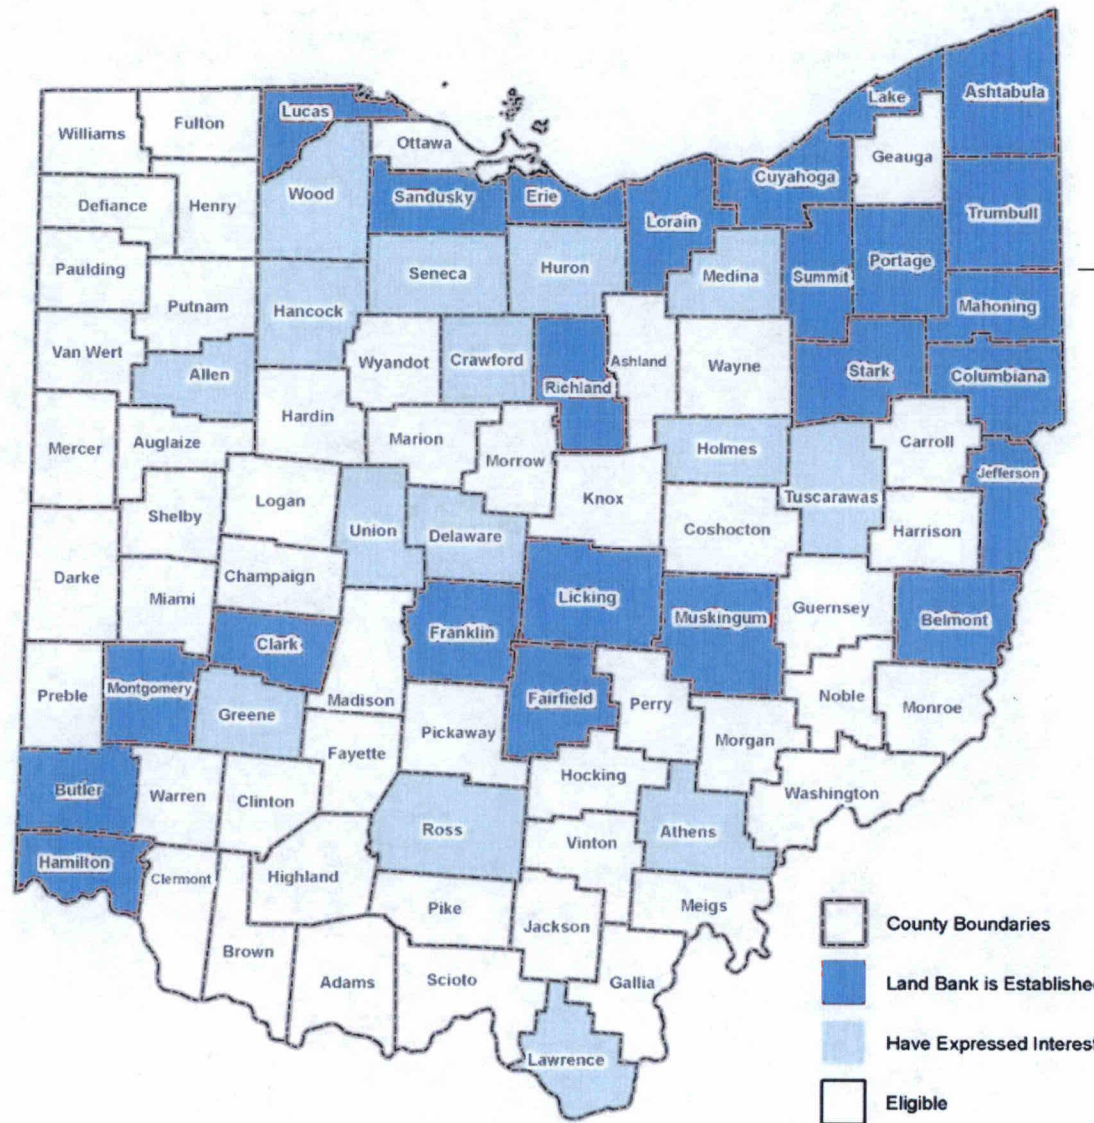 Williams
Fulton
Lucas
Ottawa
Lake
Ashtabula
Geauga
Defiance
Henry
Wood
Sandusky
Erie
Lorain
Cuyahoga
Trumbull
Paulding
Putnam
Hancock
Seneca
Huron
Medina
Summit
Portage
Mahoning
Van Wert
Allen
Wyandot
Crawford
Richland
Ashland
Wayne
Stark
Columbiana
Mercer
Auglaize
Hardin
Marion
Morrow
Holmes
Carroll
Jefferson
Shelby
Logan
Union
Delaware
Knox
Coshocton
Tuscarawas
Harrison
Darke
Miami
Champaign
Clark
Franklin
Licking
Muskingum
Guernsey
Belmont
Preble
Montgomery
Greene
Madison
Fairfield
Perry
Noble
Monroe
Butler
Warren
Clinton
Fayette
Pickaway
Hocking
Morgan
Washington
Hamilton
Clermont
Highland
Ross
Vinton
Athens
Brown
Adams
Pike
Scioto
Jackson
Meigs
Gallia
Lawrence
County Boundaries
Land Bank is Established
Have Expressed Interest
Eligible